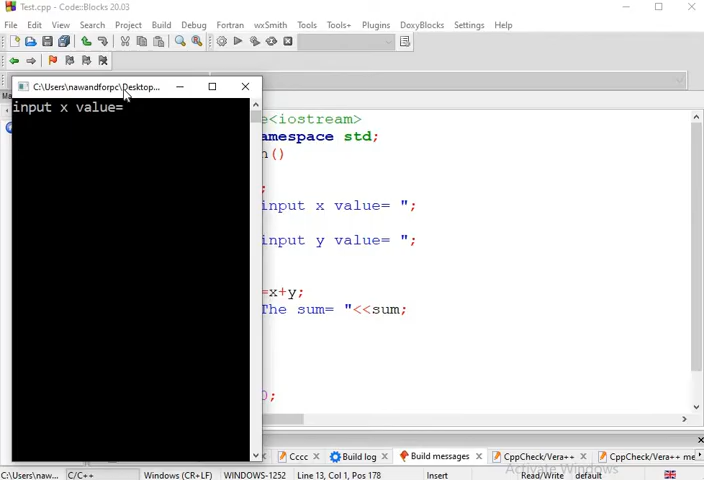 Test.cpp - Code::Blocks 20.03
File Edit View Search Project Build Debug Fortran wxSmith Tools Tools+ Plugins DoxyBlocks Settings Help
C:\Users\nawandforpc\Desktop...
input x value=
e<iostream>
amespace std;
n()
;
input x value= ";
input y value= ";
=x+y;
The sum= "<<sum;
0;
Cccc Build log Build messages CppCheck/Vera++ CppCheck/Vera++ me
Activate Windows
C:\Users\naw... C/C++ Windows (CR+LF) WINDOWS-1252 Line 13, Col 1, Pos 178 Insert Read/Write default